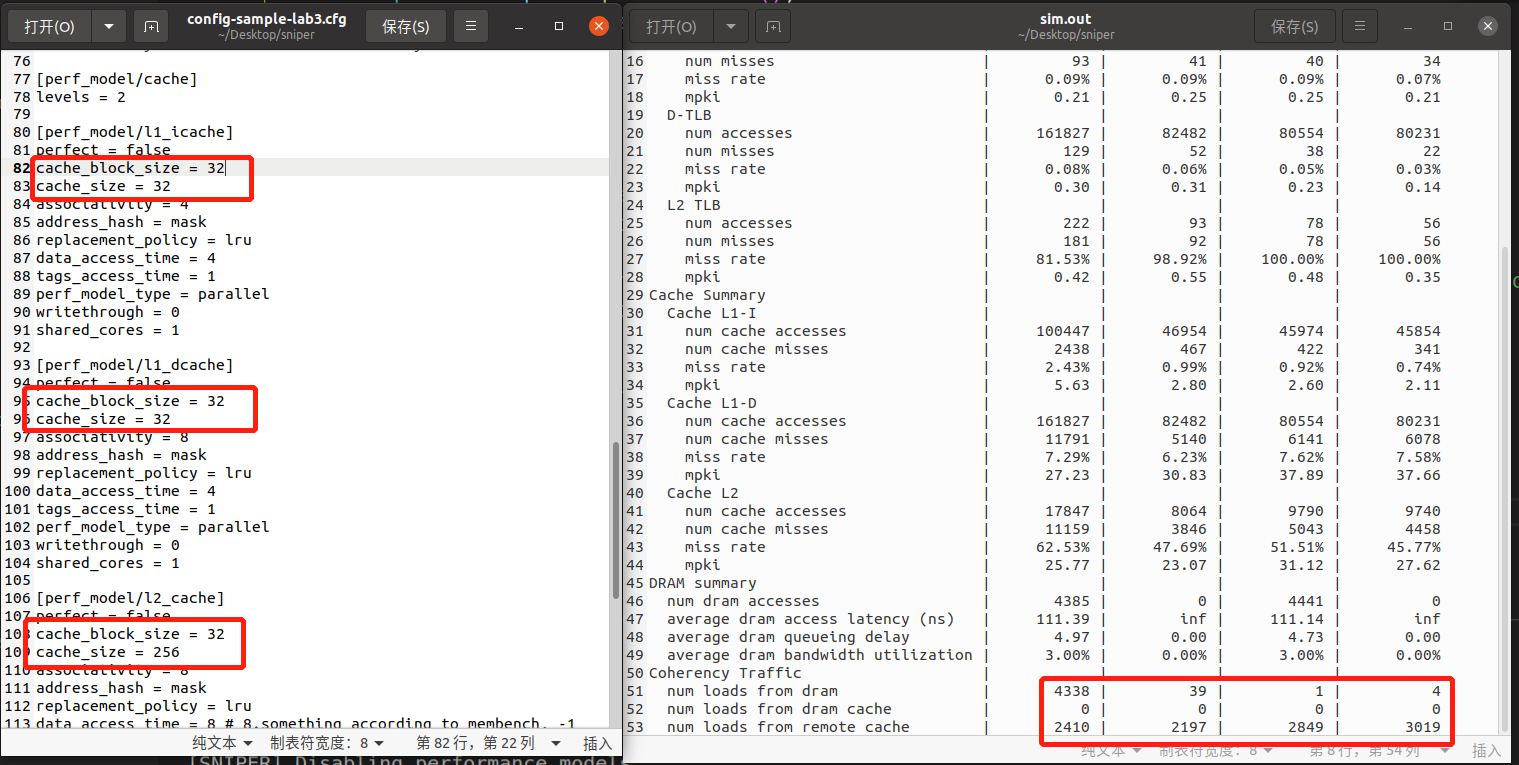 打开(O)
config-sample-lab3.cfg
~/Desktop/sniper
保存(S)
76
77 [perf_model/cache]
78 levels = 2
79
80 [perf_model/l1_icache]
81 perfect = false
82 cache_block_size = 32
83 cache_size = 32
84 associativity = 4
85 address_hash = mask
86 replacement_policy = lru
87 data_access_time = 4
88 tags_access_time = 1
89 perf_model_type = parallel
90 writethrough = 0
91 shared_cores = 1
92
93 [perf_model/l1_dcache]
94 perfect = false
95 cache_block_size = 32
96 cache_size = 32
97 associativity = 8
98 address_hash = mask
99 replacement_policy = lru
100 data_access_time = 4
101 tags_access_time = 1
102 perf_model_type = parallel
103 writethrough = 0
104 shared_cores = 1
105
106 [perf_model/l2_cache]
107 perfect = false
108 cache_block_size = 32
109 cache_size = 256
110 associativity = 8
111 address_hash = mask
112 replacement_policy = lru
113 data_access_time = 8 # 8.something according to membench, -1
纯文本 制表符宽度：8 第 82 行，第 22 列 插入
[SNIPER] Disabling performance models
打开(O)
sim.out
~/Desktop/sniper
保存(S)
16 num misses | 93 | 41 | 40 | 34
17 miss rate | 0.09% | 0.09% | 0.09% | 0.07%
18 mpki | 0.21 | 0.25 | 0.25 | 0.21
19 D-TLB | | | |
20 num accesses | 161827 | 82482 | 80554 | 80231
21 num misses | 129 | 52 | 38 | 22
22 miss rate | 0.08% | 0.06% | 0.05% | 0.03%
23 mpki | 0.30 | 0.31 | 0.23 | 0.14
24 L2 TLB | | | |
25 num accesses | 222 | 93 | 78 | 56
26 num misses | 181 | 92 | 78 | 56
27 miss rate | 81.53% | 98.92% | 100.00% | 100.00%
28 mpki | 0.42 | 0.55 | 0.48 | 0.35
29 Cache Summary | | | |
30 Cache L1-I | | | |
31 num cache accesses | 100447 | 46954 | 45974 | 45854
32 num cache misses | 2438 | 467 | 422 | 341
33 miss rate | 2.43% | 0.99% | 0.92% | 0.74%
34 mpki | 5.63 | 2.80 | 2.60 | 2.11
35 Cache L1-D | | | |
36 num cache accesses | 161827 | 82482 | 80554 | 80231
37 num cache misses | 11791 | 5140 | 6141 | 6078
38 miss rate | 7.29% | 6.23% | 7.62% | 7.58%
39 mpki | 27.23 | 30.83 | 37.89 | 37.66
40 Cache L2 | | | |
41 num cache accesses | 17847 | 8064 | 9790 | 9740
42 num cache misses | 11159 | 3846 | 5043 | 4458
43 miss rate | 62.53% | 47.69% | 51.51% | 45.77%
44 mpki | 25.77 | 23.07 | 31.12 | 27.62
45 DRAM summary | | | |
46 num dram accesses | 4385 | 0 | 4441 | 0
47 average dram access latency (ns) | 111.39 | inf | 111.14 | inf
48 average dram queueing delay | 4.97 | 0.00 | 4.73 | 0.00
49 average dram bandwidth utilization | 3.00% | 0.00% | 3.00% | 0.00%
50 Coherency Traffic | | | |
51 num loads from dram | 4338 | 39 | 1 | 4
52 num loads from dram cache | 0 | 0 | 0 | 0
53 num loads from remote cache | 2410 | 2197 | 2849 | 3019
纯文本 制表符宽度：8 第 8 行，第 54 列 插入